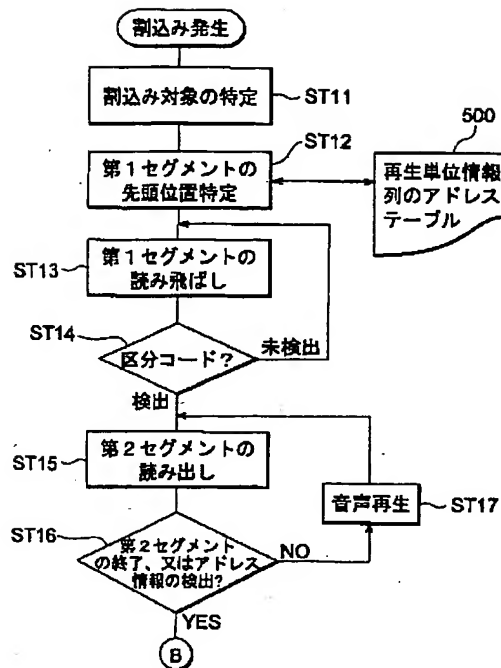 割込み発生
割込み対象の特定
ST11
500
ST12
第1セグメントの
先頭位置特定
再生単位情報
列のアドレス
テーブル
第1セグメントの
読み飛ばし
ST13
ST14
区分コード?
未検出
検出
第2セグメントの
読み出し
ST15
音声再生
ST17
ST16
第2セグメント
の終了、又はアドレス
情報の検出?
NO
YES
B